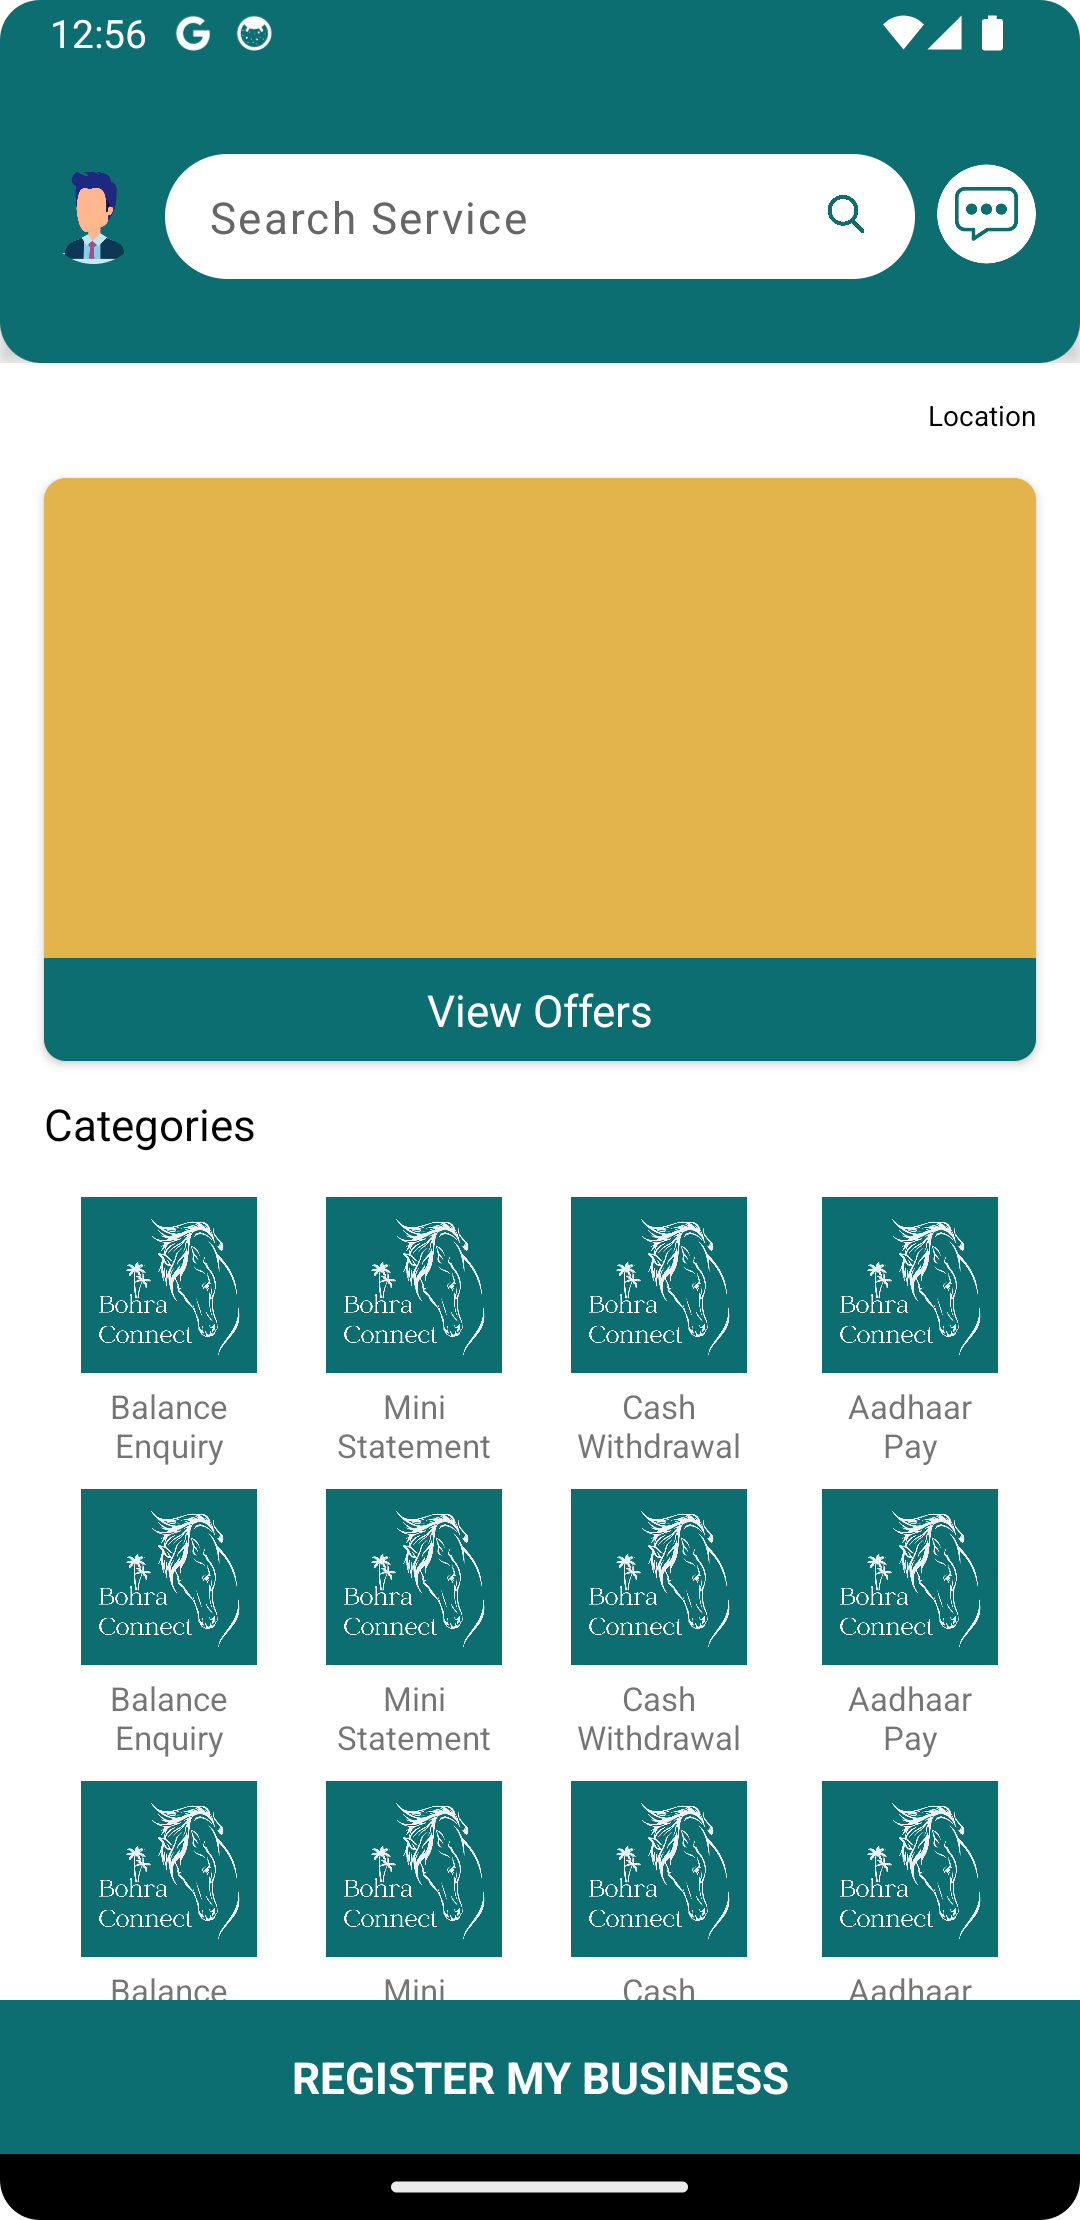 12:56
Search Service
Location
View Offers
Categories
Bohra
Connect
Bohra
Connect
Bohra
Connect
Bohra
Connect
Balance
Enquiry
Mini
Statement
Cash
Withdrawal
Aadhaar
Pay
Bohra
Connect
Bohra
Connect
Bohra
Connect
Bohra
Connect
Balance
Enquiry
Mini
Statement
Cash
Withdrawal
Aadhaar
Pay
Bohra
Connect
Bohra
Connect
Bohra
Connect
Bohra
Connect
Balance
Mini
Cash
Aadhaar
REGISTER MY BUSINESS